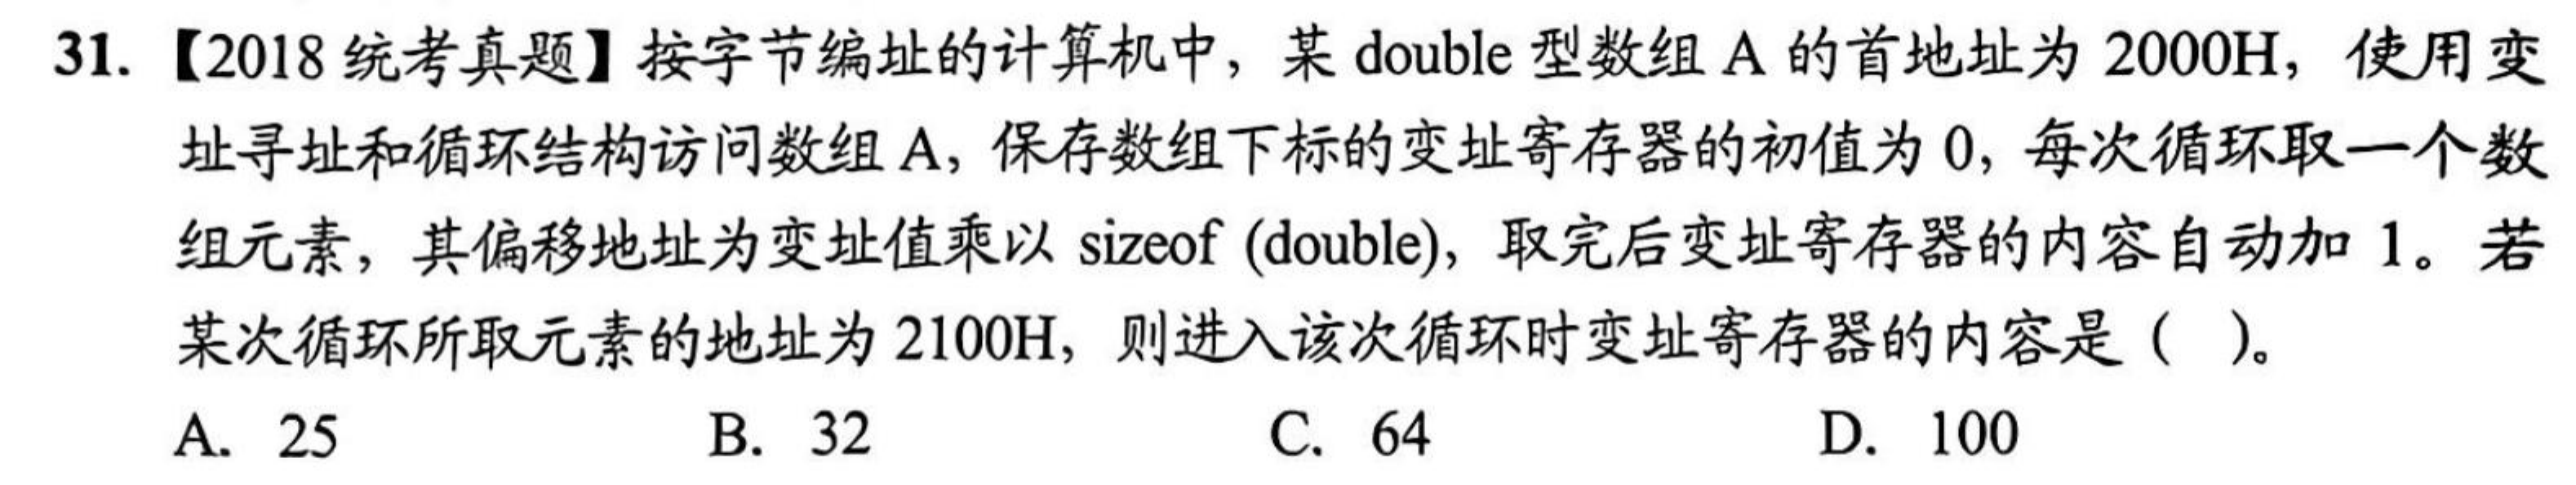 31. 【2018 统考真题】按字节编址的计算机中，某 double 型数组 A 的首地址为 2000H，使用变
址寻址和循环结构访问数组 A，保存数组下标的变址寄存器的初值为 0，每次循环取一个数
组元素，其偏移地址为变址值乘以 sizeof (double)，取完后变址寄存器的内容自动加 1。若
某次循环所取元素的地址为 2100H，则进入该次循环时变址寄存器的内容是（ ）。
A. 25 B. 32 C. 64 D. 100